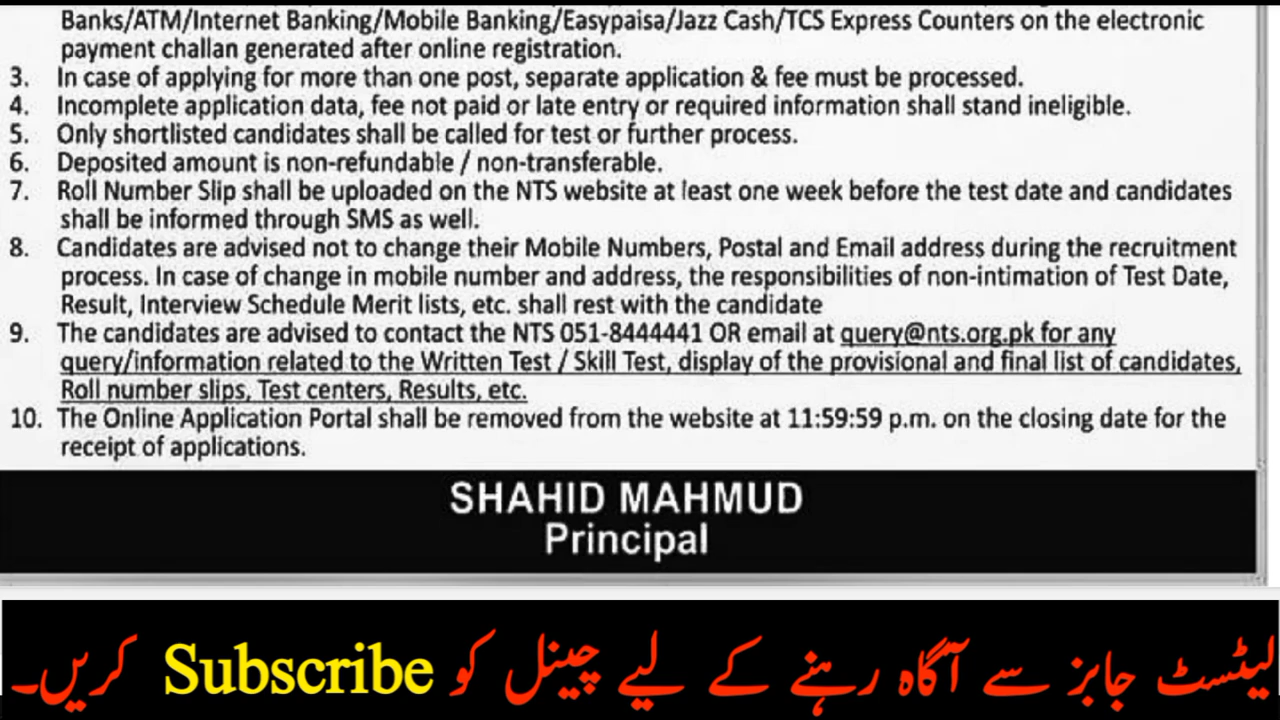 Banks/ATM/Internet Banking/Mobile Banking/Easypaisa/Jazz Cash/TCS Express Counters on the electronic
payment challan generated after online registration.
3. In case of applying for more than one post, separate application & fee must be processed.
4. Incomplete application data, fee not paid or late entry or required information shall stand ineligible.
5. Only shortlisted candidates shall be called for test or further process.
6. Deposited amount is non-refundable / non-transferable.
7. Roll Number Slip shall be uploaded on the NTS website at least one week before the test date and candidates
shall be informed through SMS as well.
8. Candidates are advised not to change their Mobile Numbers, Postal and Email address during the recruitment
process. In case of change in mobile number and address, the responsibilities of non-intimation of Test Date,
Result, Interview Schedule Merit lists, etc. shall rest with the candidate
9. The candidates are advised to contact the NTS 051-8444441 OR email at query@nts.org.pk for any
query/information related to the Written Test / Skill Test, display of the provisional and final list of candidates,
Roll number slips, Test centers, Results, etc.
10. The Online Application Portal shall be removed from the website at 11:59:59 p.m. on the closing date for the
receipt of applications.
SHAHID MAHMUD
Principal
لیٹسٹ جابز سے آگاہ رہنے کے لیے چینل کو Subscribe کریں۔